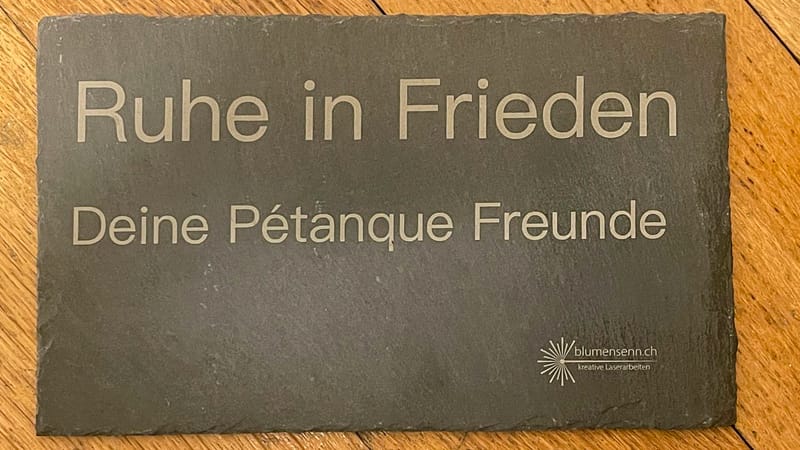 Ruhe in Frieden
Deine Pétanque Freunde
blumensenn.ch
kreative Laserarbeiten